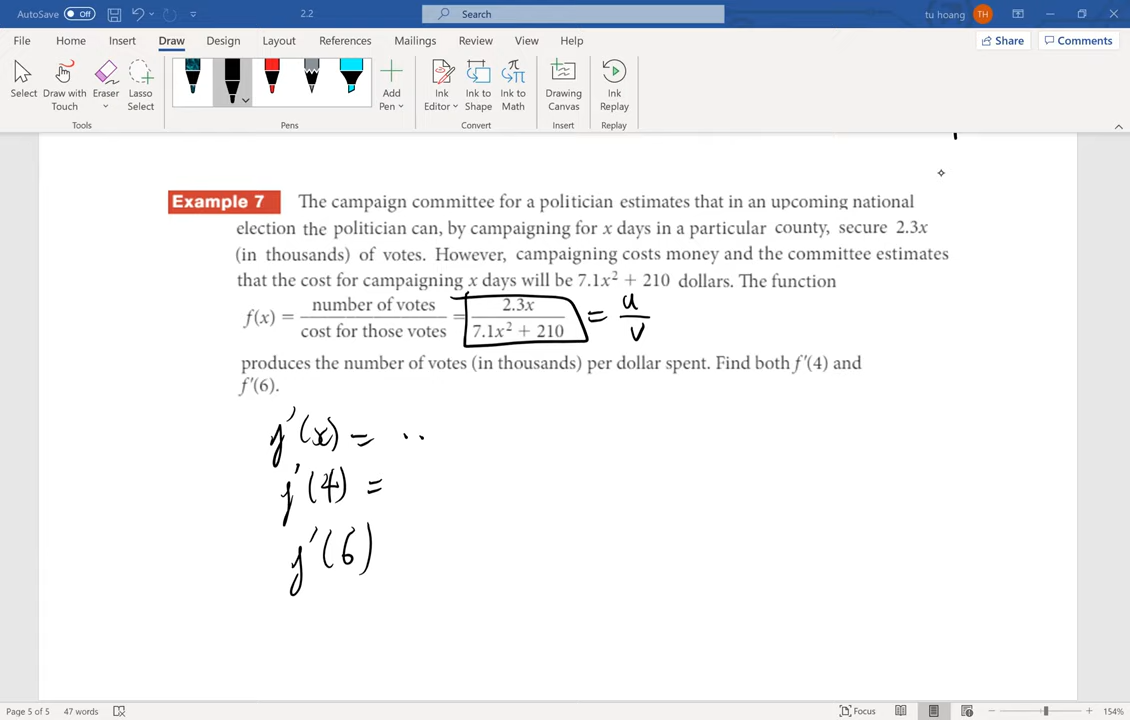 AutoSave Off 2.2 Search tu hoang TH
File Home Insert Draw Design Layout References Mailings Review View Help Share Comments
Select Draw with Touch Eraser Lasso Select Add Pen Ink Editor Ink to Shape Ink to Math Drawing Canvas Ink Replay
Tools Pens Convert Insert Replay
Example 7 The campaign committee for a politician estimates that in an upcoming national
election the politician can, by campaigning for x days in a particular county, secure 2.3x
(in thousands) of votes. However, campaigning costs money and the committee estimates
that the cost for campaigning x days will be 7.1x² + 210 dollars. The function
f(x) = number of votes / cost for those votes = 2.3x / 7.1x² + 210 = u / v
produces the number of votes (in thousands) per dollar spent. Find both f′(4) and
f′(6).
f′(x) = ..
f′(4) =
f′(6)
Page 5 of 5 47 words Focus 154%